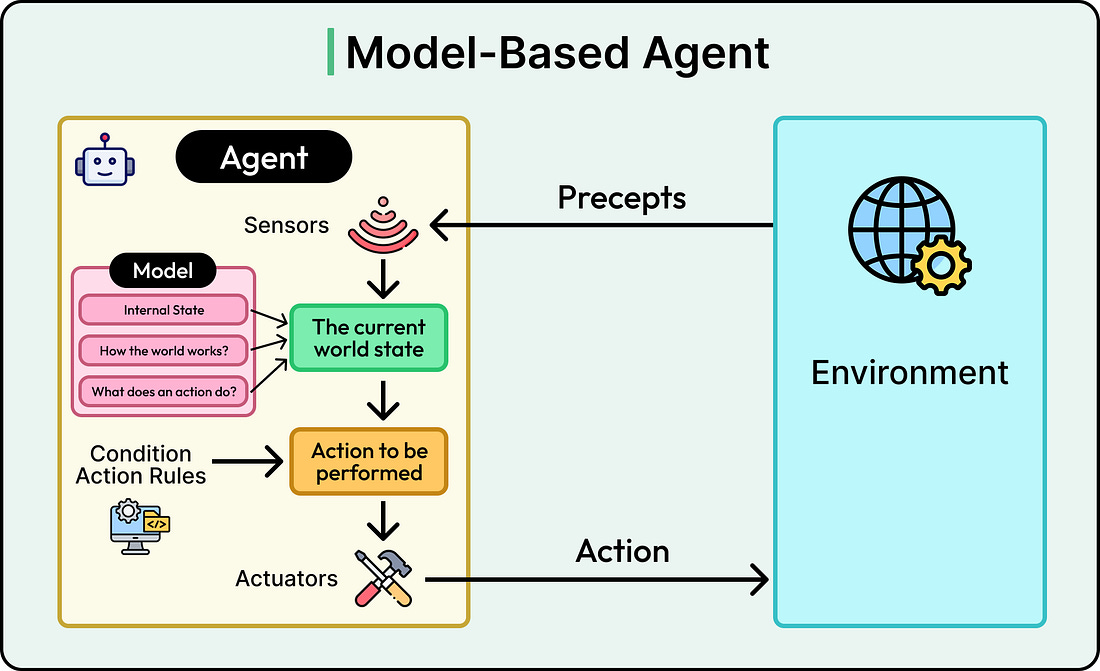 Model-Based Agent
Agent
Sensors
Precepts
Model
Internal State
How the world works?
What does an action do?
The current
world state
Environment
Condition
Action Rules
Action to be
performed
</>
Actuators
Action